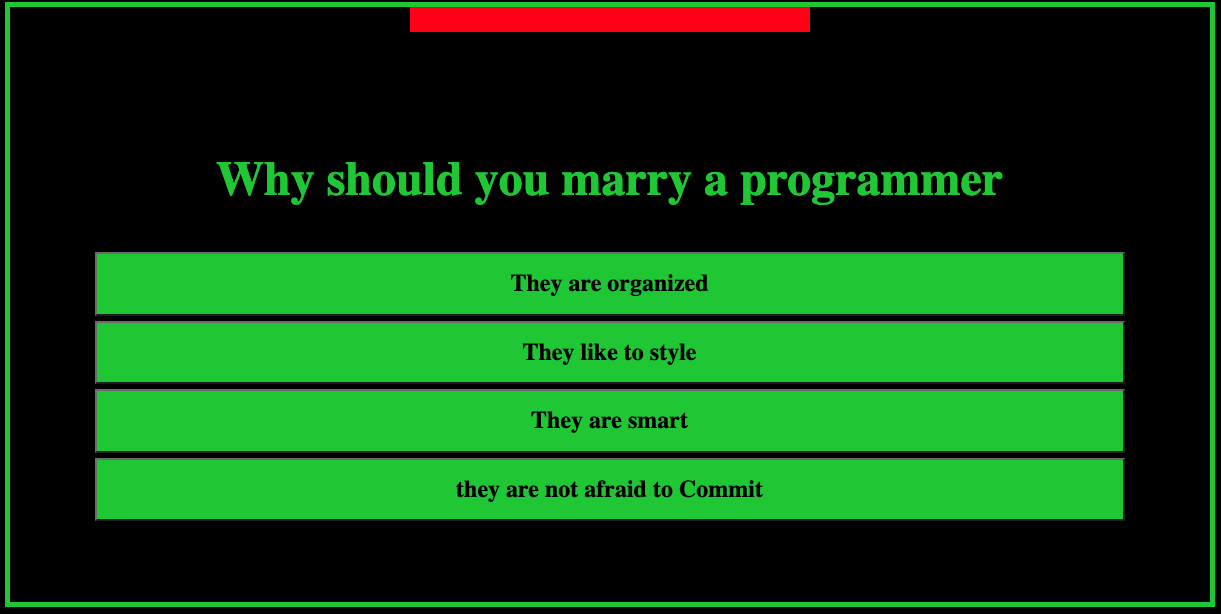 Why should you marry a programmer
They are organized
They like to style
They are smart
they are not afraid to Commit